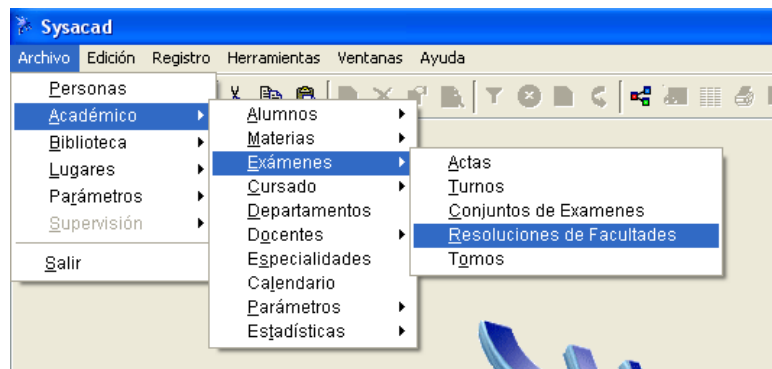 Sysacad
Archivo Edición Registro Herramientas Ventanas Ayuda
Personas
Académico
Biblioteca
Lugares
Parámetros
Supervisión
Salir
Alumnos
Materias
Exámenes
Cursado
Departamentos
Docentes
Especialidades
Calendario
Parámetros
Estadísticas
Actas
Turnos
Conjuntos de Examenes
Resoluciones de Facultades
Tomos